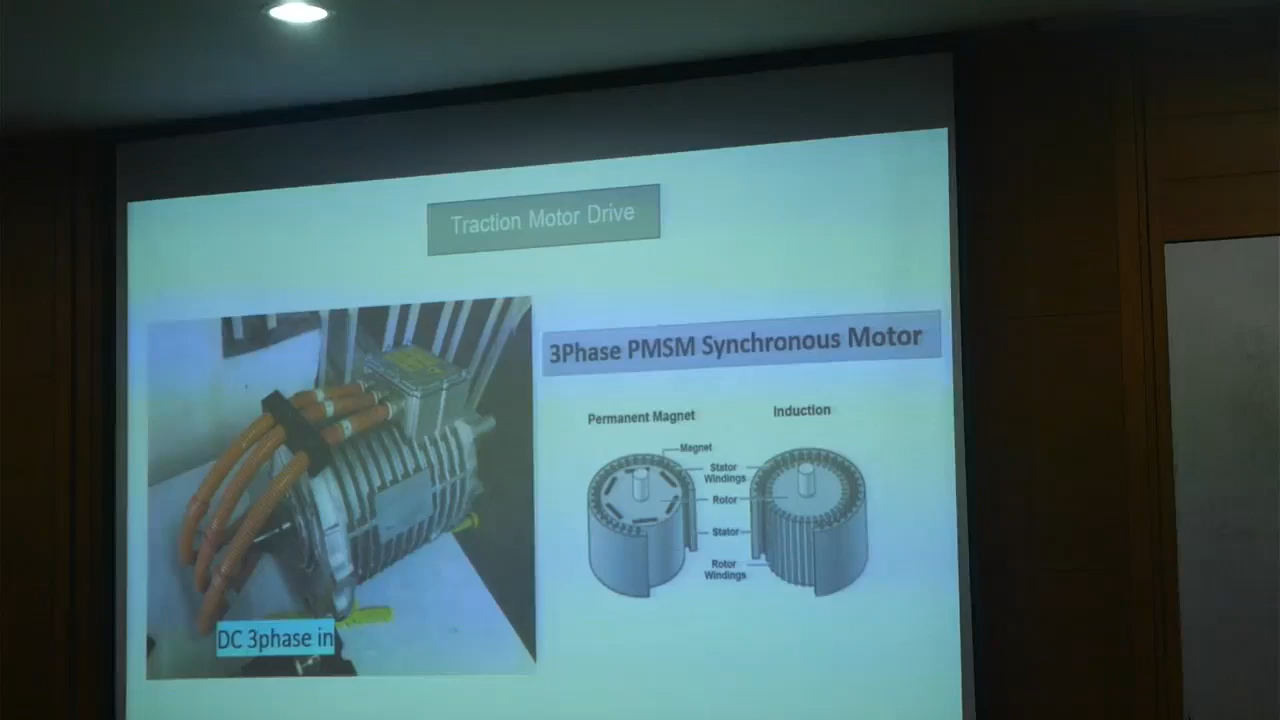 Traction Motor Drive
3Phase PMSM Synchronous Motor
Permanent Magnet
Induction
Magnet
Stator
Windings
Rotor
Stator
Rotor
Windings
DC 3phase in